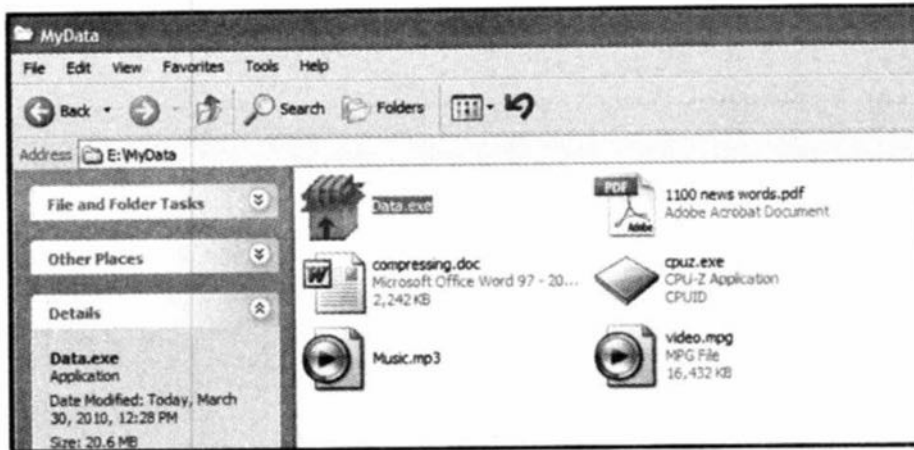 MyData
File Edit View Favorites Tools Help
Back Search Folders
Address E:\MyData
File and Folder Tasks
Other Places
Details
Data.exe
Application
Date Modified: Today, March
30, 2010, 12:28 PM
Size: 20.6 MB
Data.exe
PDF
Adobe
1100 news words.pdf
Adobe Acrobat Document
W
compressing.doc
Microsoft Office Word 97 - 20...
2,242 KB
cpuz.exe
CPU-Z Application
CPUID
Music.mp3
video.mpg
MPG File
16,432 KB